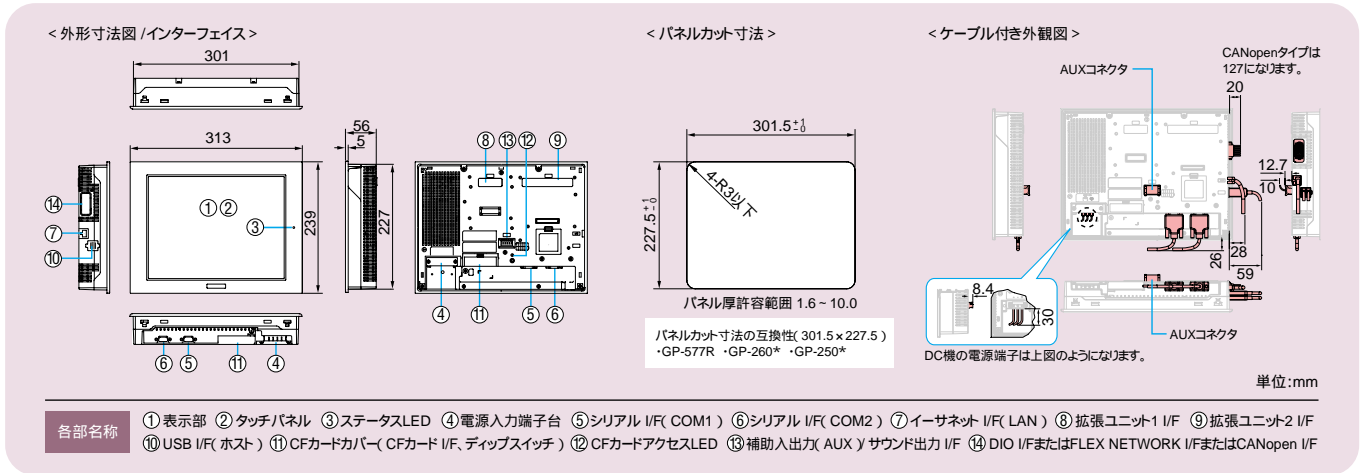 < 外形寸法図 /インターフェイス >
< パネルカット寸法 >
< ケーブル付き外観図 >
301
313
239
56
5
227
① ②
③
⑭
⑦
⑩
⑥ ⑤ ⑪ ④
⑧ ⑬ ⑫ ⑨
④ ⑪ ⑤ ⑥
301.5 +1 -0
227.5 +1 -0
4-R3以下
パネル厚許容範囲 1.6 ~ 10.0
パネルカット寸法の互換性( 301.5 × 227.5 )
・GP-577R ・GP-260* ・GP-250*
AUXコネクタ
CANopenタイプは
127になります。
20
12.7
10
26
28
59
8.4
30
AUXコネクタ
DC機の電源端子は上図のようになります。
単位:mm
各部名称
①表示部 ②タッチパネル ③ステータスLED ④電源入力端子台 ⑤シリアル I/F( COM1 ) ⑥シリアル I/F( COM2 ) ⑦イーサネット I/F( LAN ) ⑧拡張ユニット1 I/F ⑨拡張ユニット2 I/F
⑩USB I/F( ホスト ) ⑪CFカードカバー( CFカード I/F、ディップスイッチ ) ⑫CFカードアクセスLED ⑬補助入出力( AUX )/ サウンド出力 I/F ⑭DIO I/FまたはFLEX NETWORK I/FまたはCANopen I/F